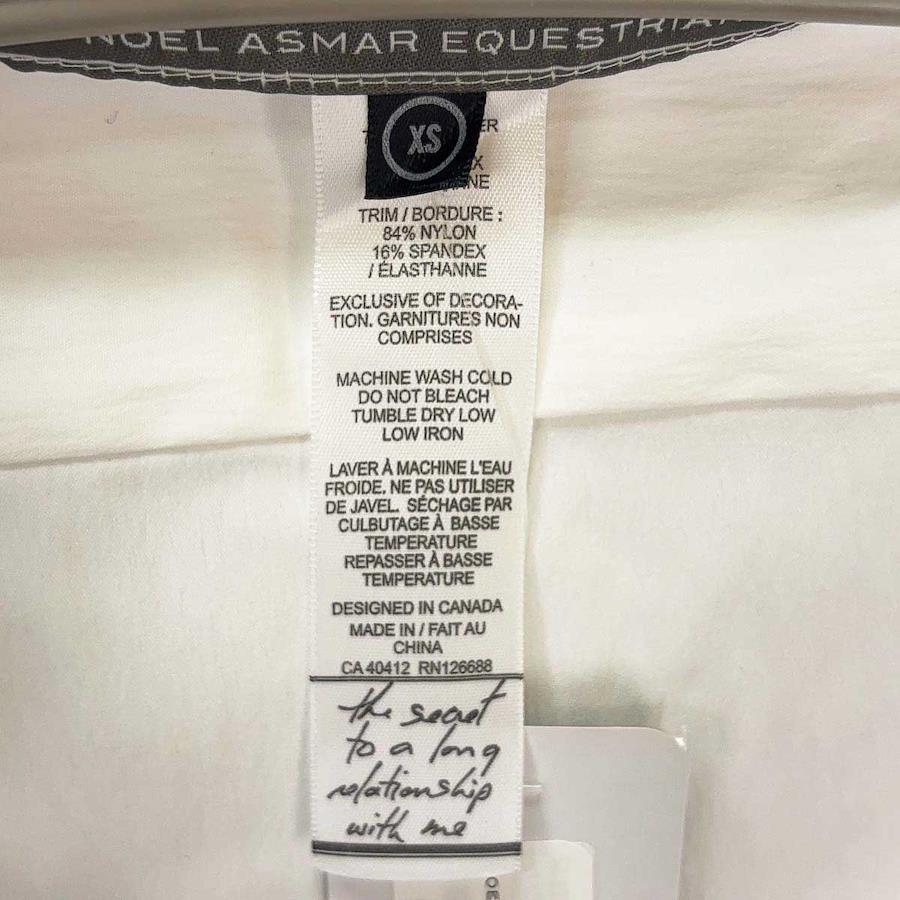 NOEL ASMAR EQUESTRIAN
XS
TRIM / BORDURE :
84% NYLON
16% SPANDEX
/ ÉLASTHANNE
EXCLUSIVE OF DECORA-
TION. GARNITURES NON
COMPRISES
MACHINE WASH COLD
DO NOT BLEACH
TUMBLE DRY LOW
LOW IRON
LAVER À MACHINE L'EAU
FROIDE. NE PAS UTILISER
DE JAVEL. SÉCHAGE PAR
CULBUTAGE À BASSE
TEMPERATURE
REPASSER À BASSE
TEMPERATURE
DESIGNED IN CANADA
MADE IN / FAIT AU
CHINA
CA 40412 RN126688
the secret
to a long
relationship
with me